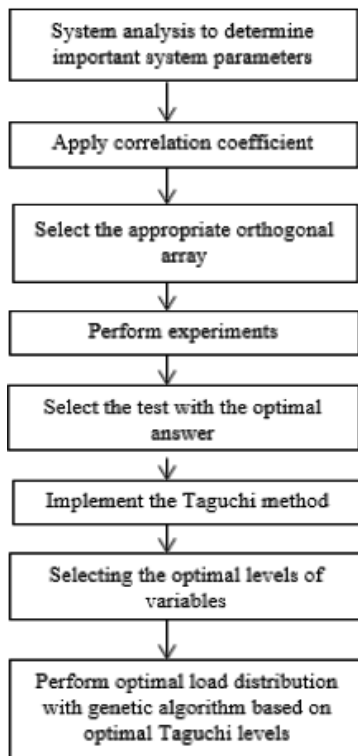 System analysis to determine
important system parameters
Apply correlation coefficient
Select the appropriate orthogonal
array
Perform experiments
Select the test with the optimal
answer
Implement the Taguchi method
Selecting the optimal levels of
variables
Perform optimal load distribution
with genetic algorithm based on
optimal Taguchi levels